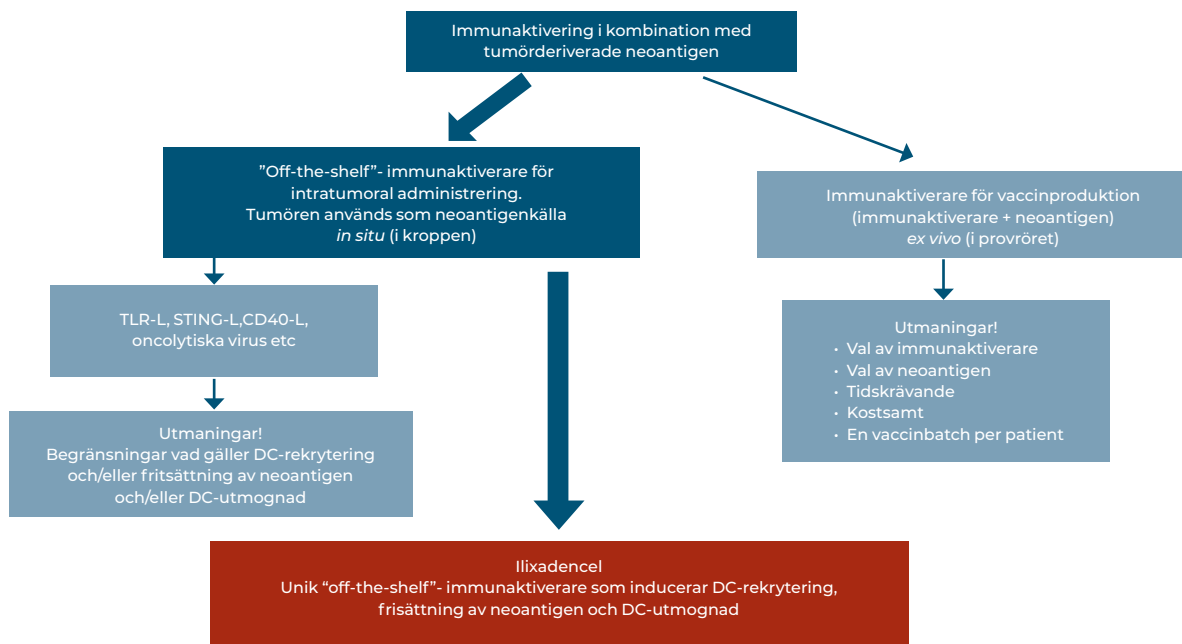 Immunaktivering i kombination med
tumörderiverade neoantigen
”Off-the-shelf”- immunaktiverare för
intratumoral administrering.
Tumören används som neoantigenkälla
in situ (i kroppen)
Immunaktiverare för vaccinproduktion
(immunaktiverare + neoantigen)
ex vivo (i provröret)
TLR-L, STING-L,CD40-L,
oncolytiska virus etc
Utmaningar!
• Val av immunaktiverare
• Val av neoantigen
• Tidskrävande
• Kostsamt
• En vaccinbatch per patient
Utmaningar!
Begränsningar vad gäller DC-rekrytering
och/eller fritsättning av neoantigen
och/eller DC-utmognad
Ilixadencel
Unik “off-the-shelf”- immunaktiverare som inducerar DC-rekrytering,
frisättning av neoantigen och DC-utmognad